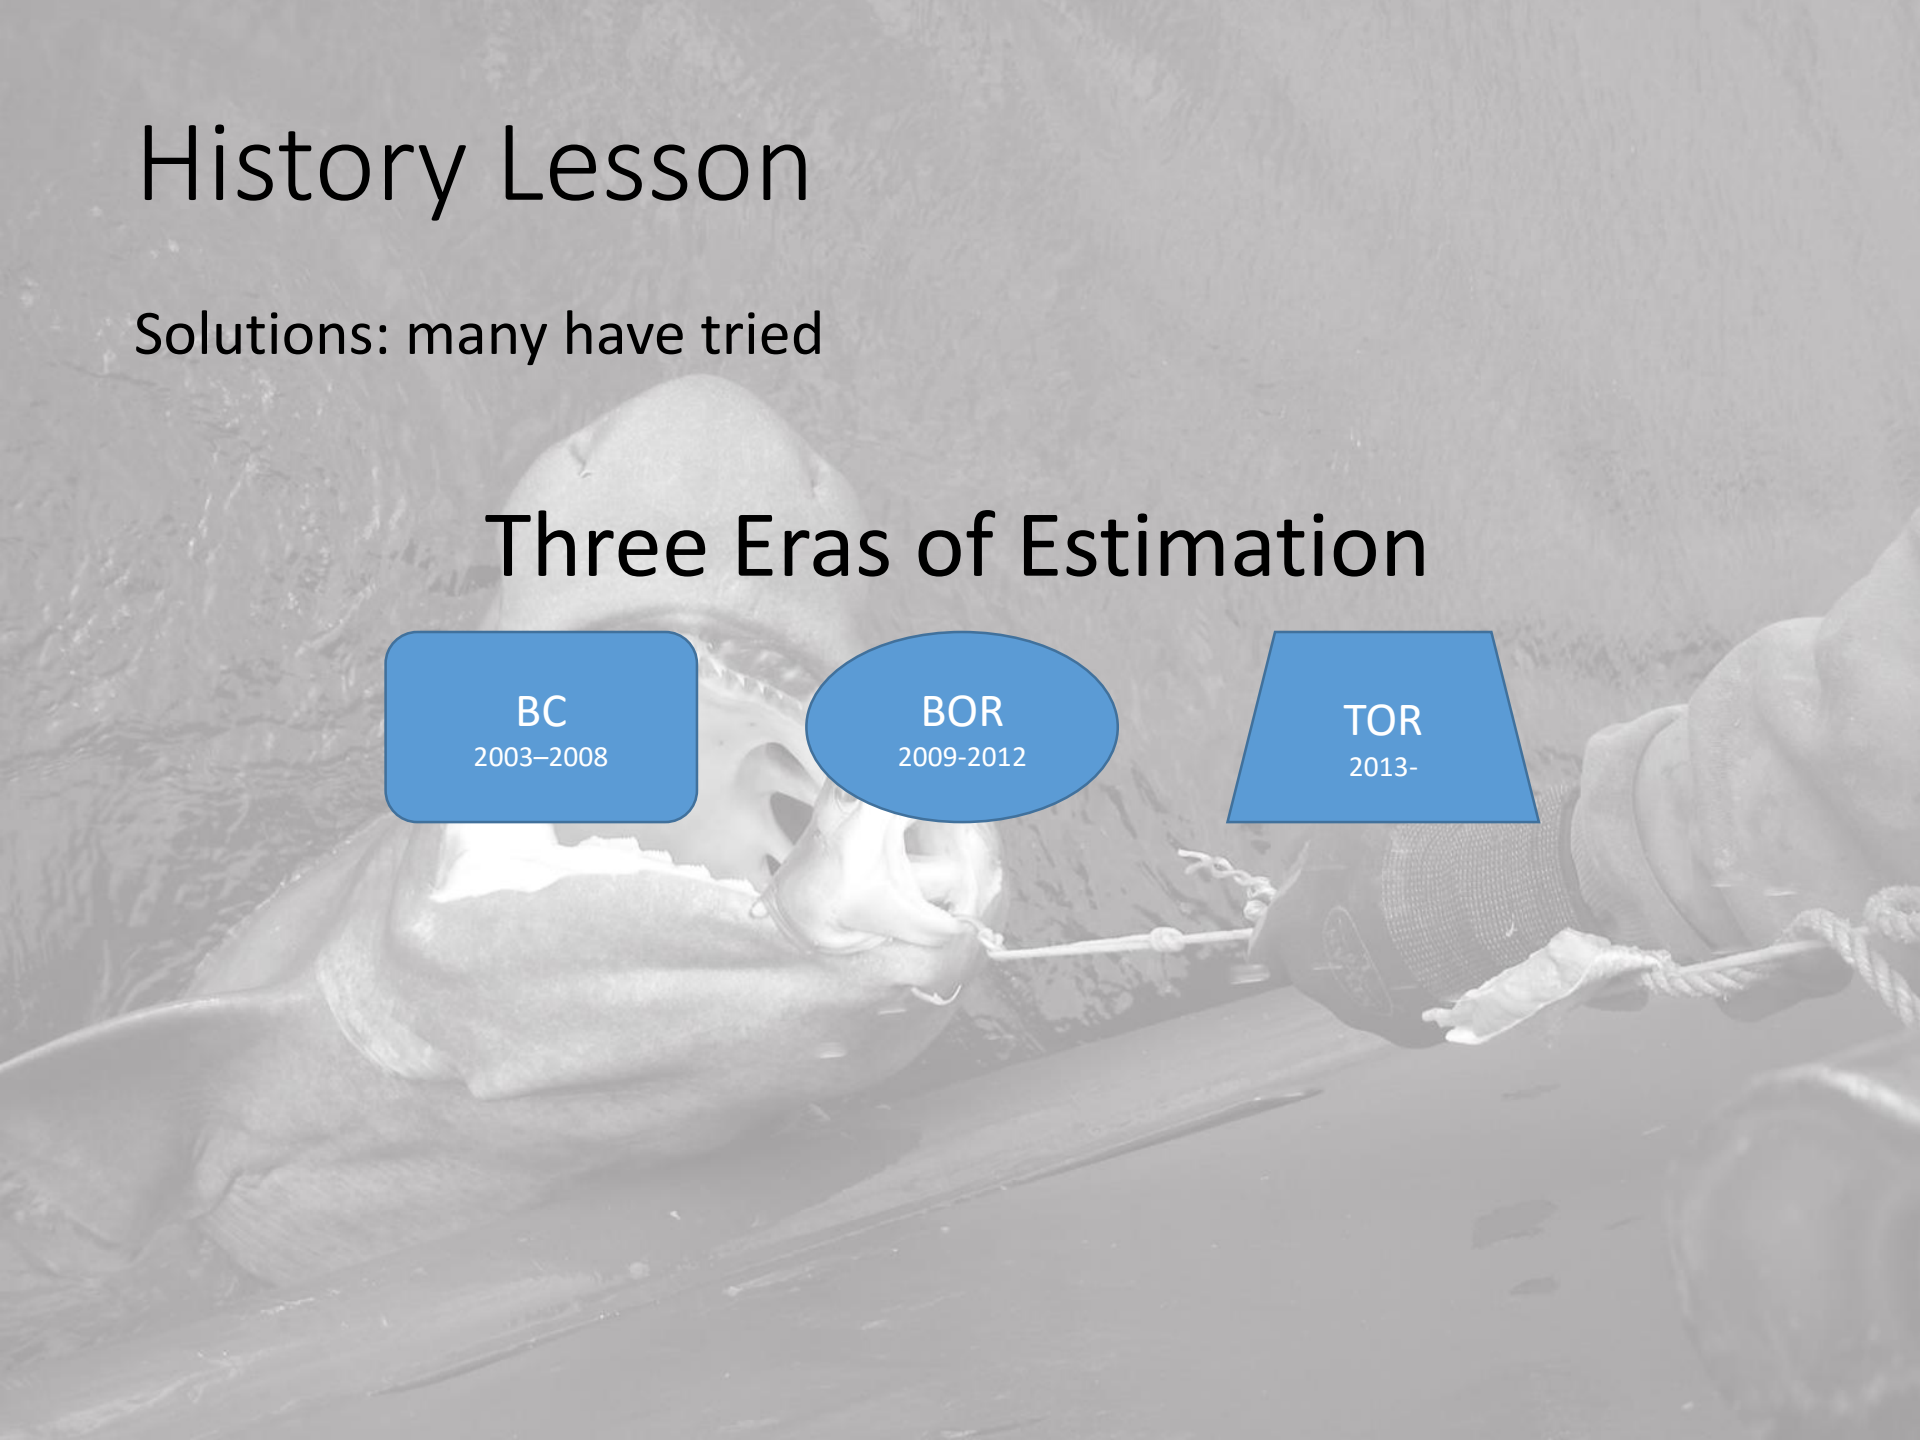 History Lesson
Solutions: many have tried
Three Eras of Estimation
BC
2003–2008
BOR
2009-2012
TOR
2013-